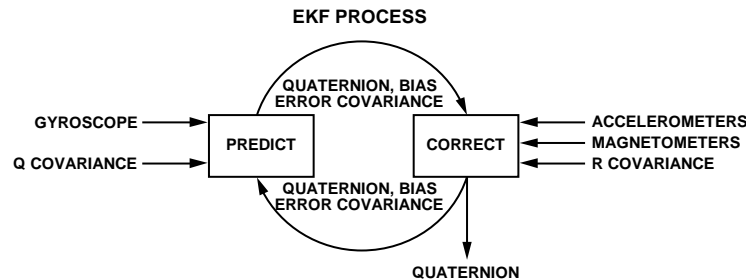 EKF PROCESS
QUATERNION, BIAS
ERROR COVARIANCE
GYROSCOPE
Q COVARIANCE
PREDICT
CORRECT
ACCELEROMETERS
MAGNETOMETERS
R COVARIANCE
QUATERNION, BIAS
ERROR COVARIANCE
QUATERNION